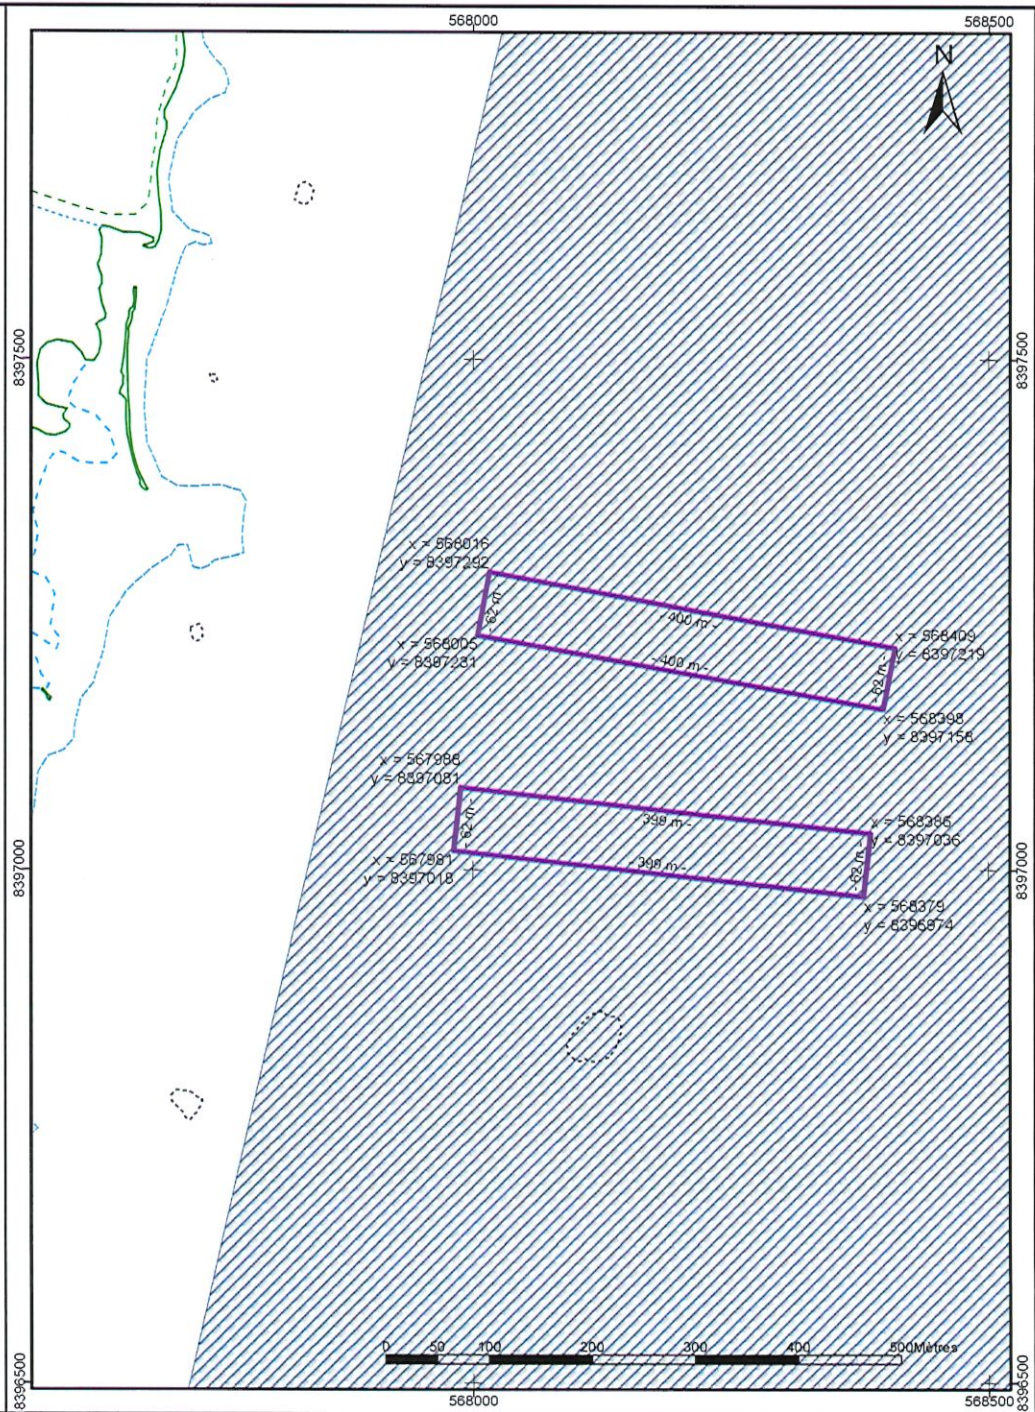 568000
568500
N
8397500
8397500
x = 568016
y = 8397292
- 62 m -
- 400 m -
x = 568005
y = 8397231
- 400 m -
x = 568409
y = 8397219
- 62 m -
x = 568398
y = 8397158
x = 567988
y = 8397081
- 62 m -
- 399 m -
x = 568386
y = 8397036
x = 567981
y = 8397018
- 399 m -
- 62 m -
8397000
8397000
x = 568379
y = 8396974
0 50 100 200 300 400 500Mètres
8396500
8396500
568000
568500